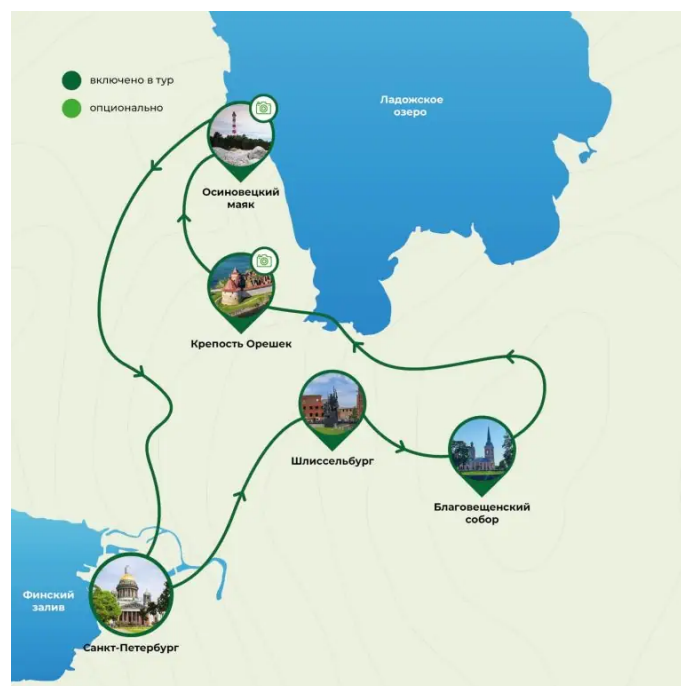 включено в тур
опционально
Ладожское
озеро
Осиновецкий
маяк
Крепость Орешек
Шлиссельбург
Благовещенский
собор
Финский
залив
Санкт-Петербург